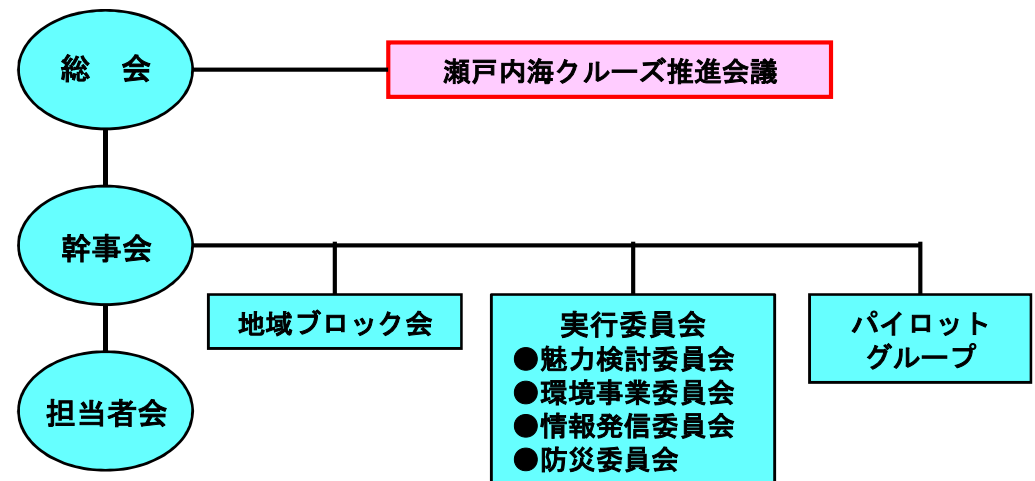 総　会
瀬戸内海クルーズ推進会議
幹事会
地域ブロック会
実行委員会
●魅力検討委員会
●環境事業委員会
●情報発信委員会
●防災委員会
パイロット
グループ
担当者会